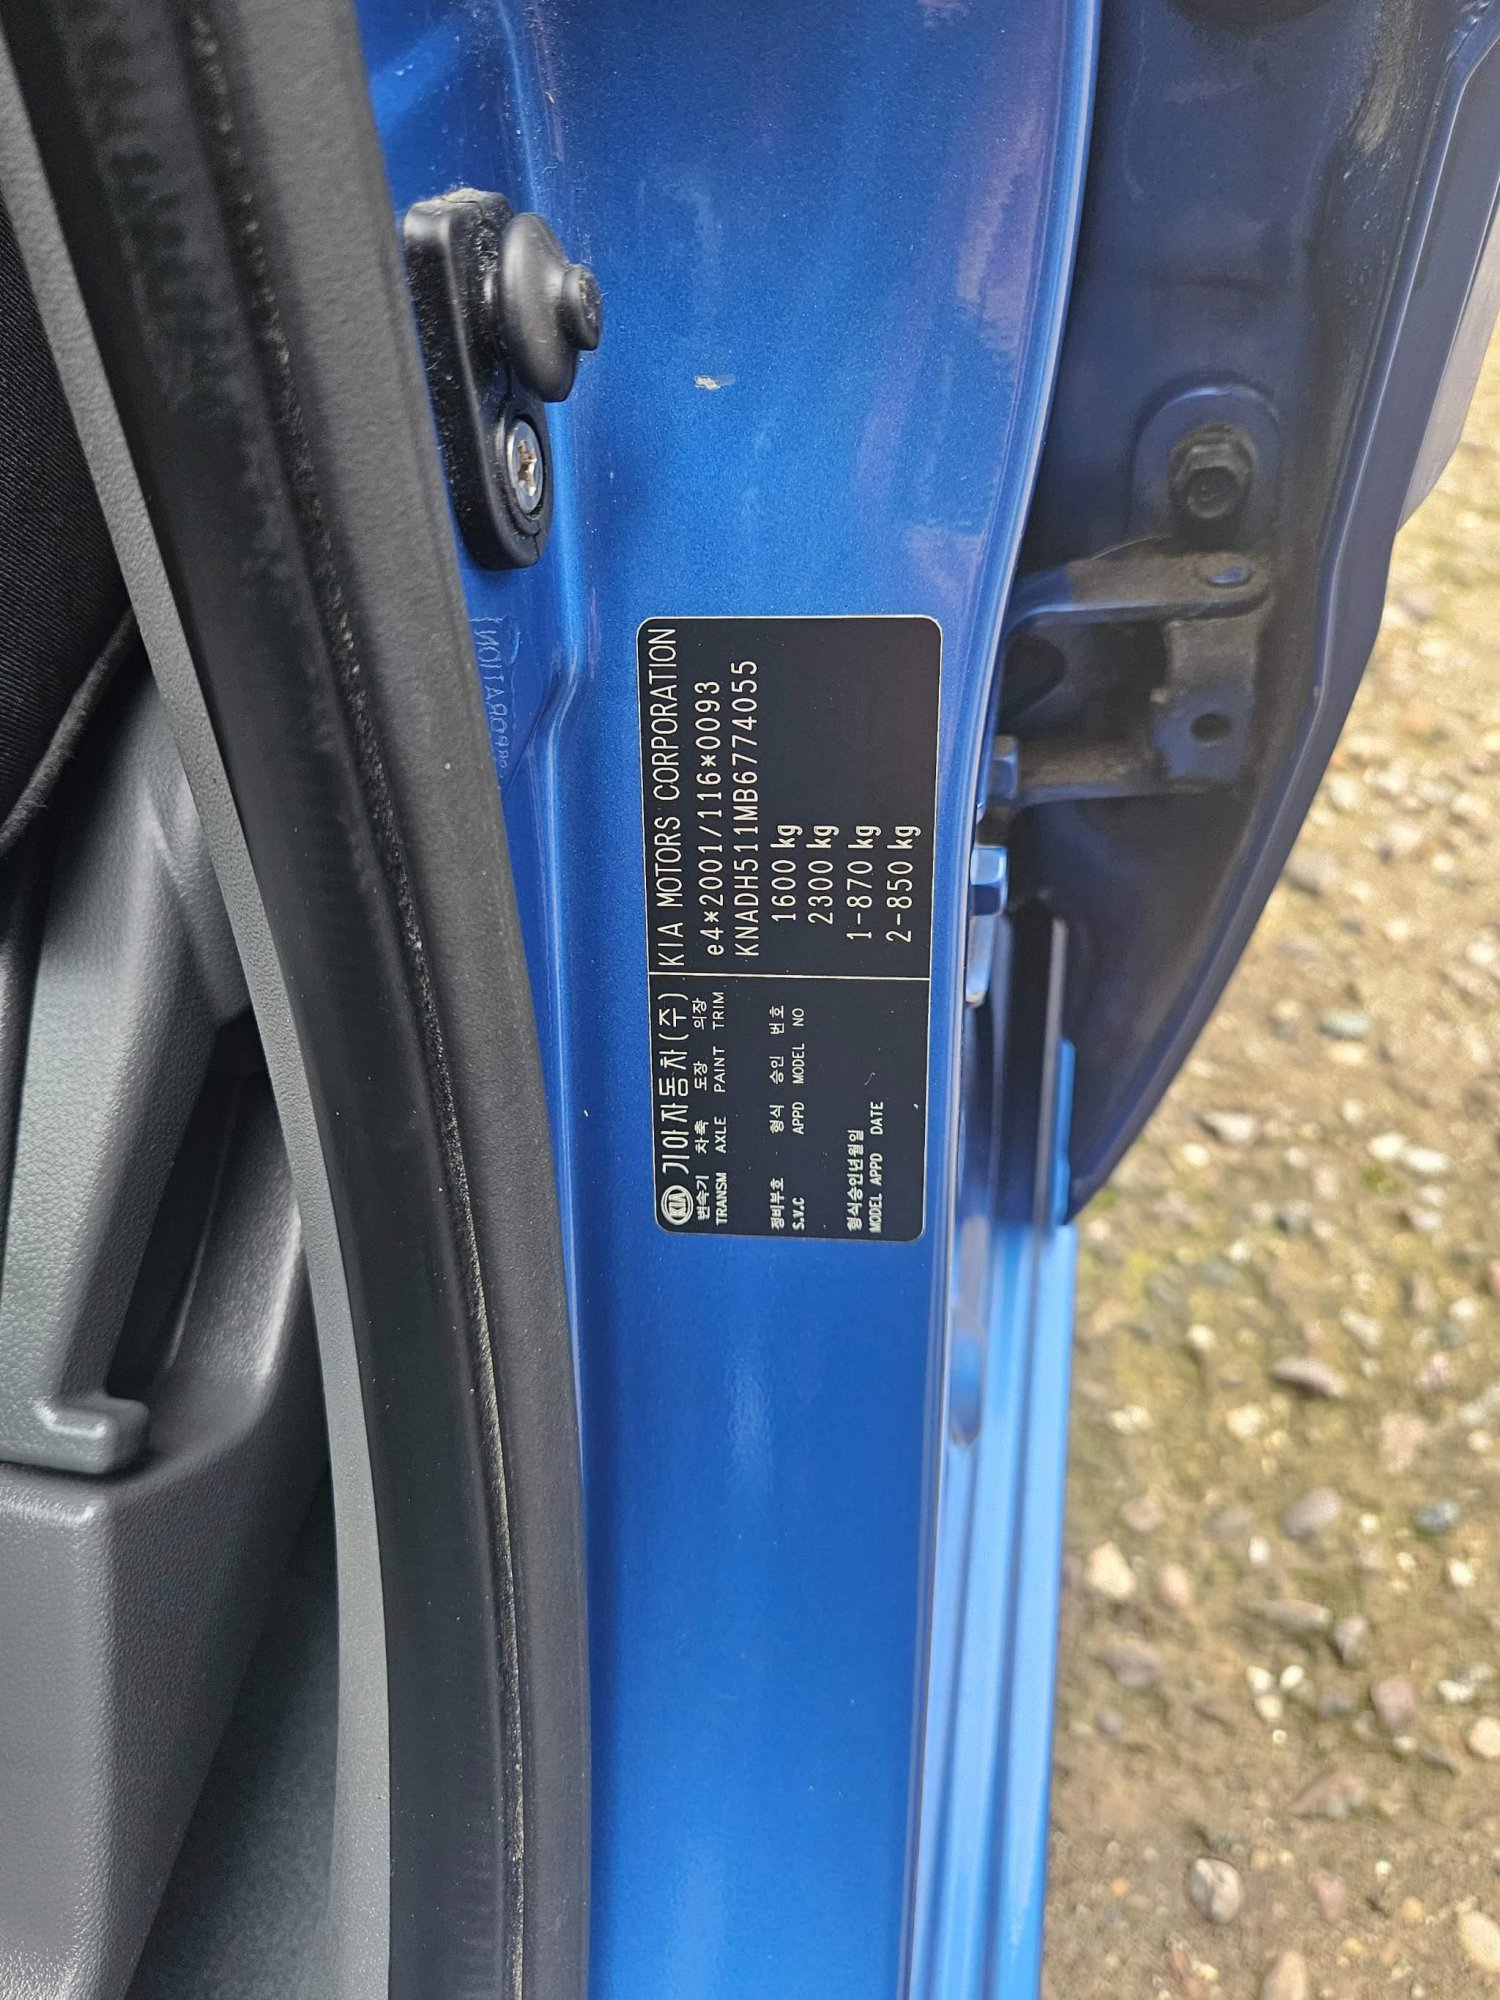 KIA MOTORS CORPORATION
e4*2001/116*0093
KNADH511MB6774055
1600 kg
2300 kg
1-870 kg
2-850 kg
KIA 기아자동차(주)
변속기 차축 도장 의장
TRANSM AXLE PAINT TRIM
정비부호 형식 승인 번호
S.V.C APPD MODEL NO
형식승인년월일
MODEL APPD DATE